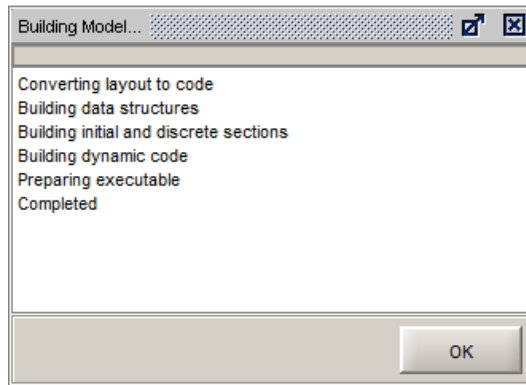 Building Model...
Converting layout to code
Building data structures
Building initial and discrete sections
Building dynamic code
Preparing executable
Completed
OK